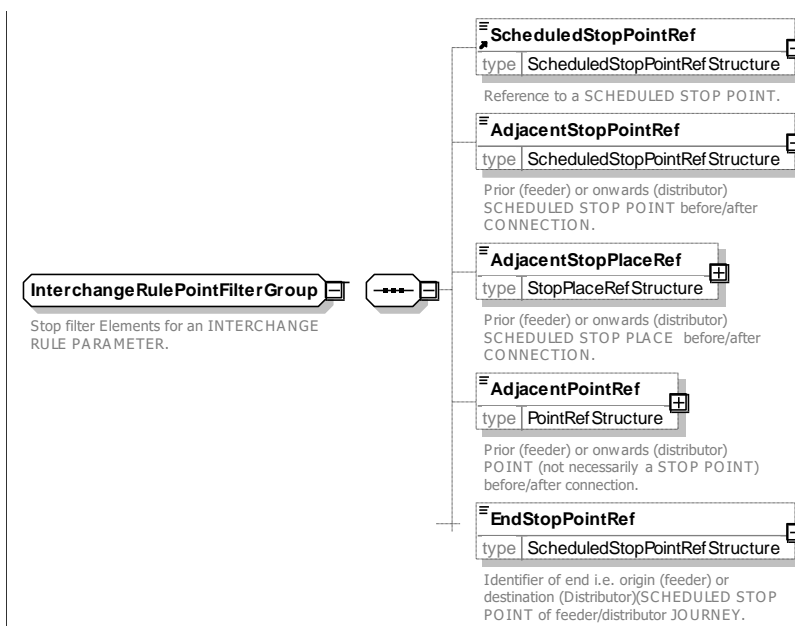 ScheduledStopPointRef
type ScheduledStopPointRefStructure
Reference to a SCHEDULED STOP POINT.
AdjacentStopPointRef
type ScheduledStopPointRefStructure
Prior (feeder) or onwards (distributor)
SCHEDULED STOP POINT before/after
CONNECTION.
InterchangeRulePointFilterGroup
Stop filter Elements for an INTERCHANGE
RULE PARAMETER.
AdjacentStopPlaceRef
type StopPlaceRefStructure
Prior (feeder) or onwards (distributor)
SCHEDULED STOP PLACE before/after
CONNECTION.
AdjacentPointRef
type PointRefStructure
Prior (feeder) or onwards (distributor)
POINT (not necessarily a STOP POINT)
before/after connection.
EndStopPointRef
type ScheduledStopPointRefStructure
Identifier of end i.e. origin (feeder) or
destination (Distributor)(SCHEDULED STOP
POINT of feeder/distributor JOURNEY.